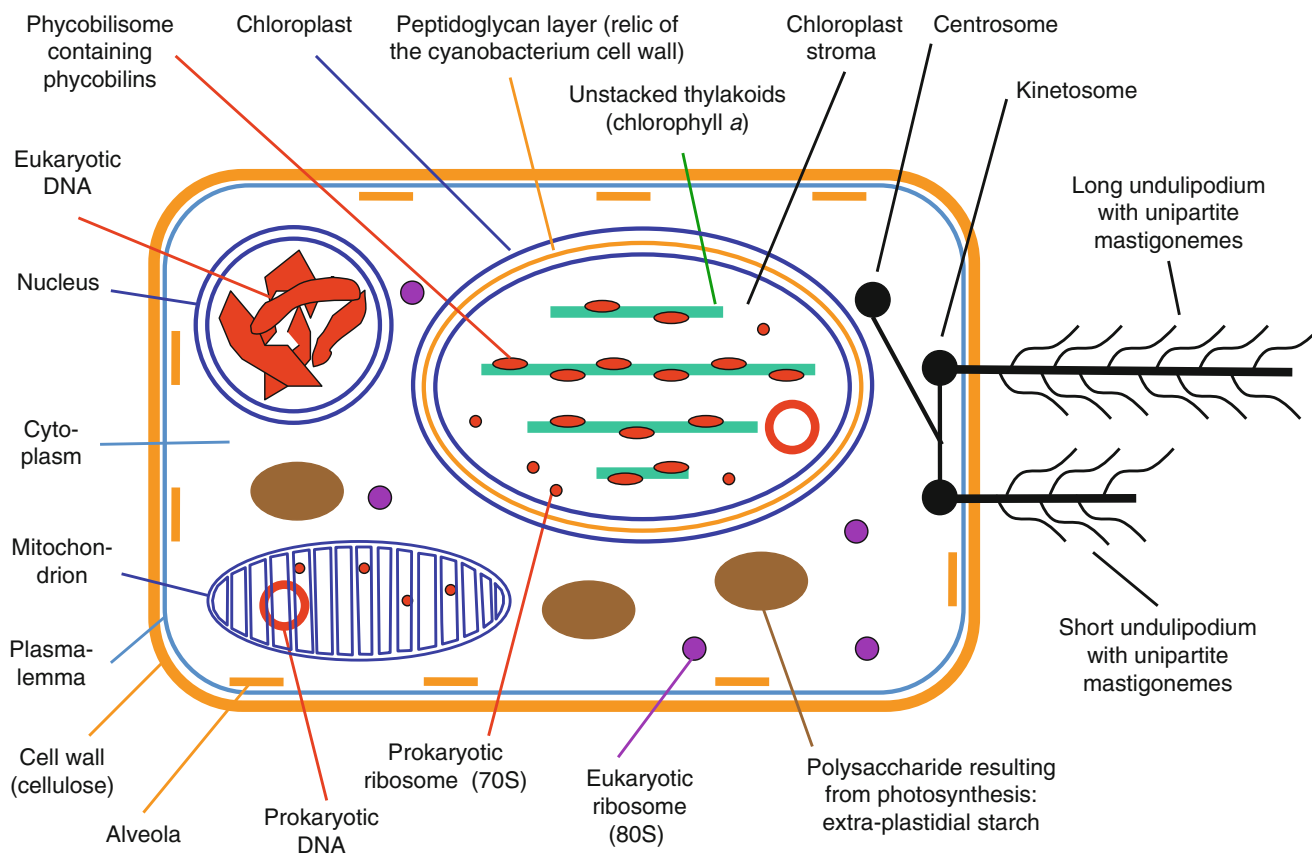 Phycobilisome
containing
phycobilins
Chloroplast
Peptidoglycan layer (relic of
the cyanobacterium cell wall)
Chloroplast
stroma
Centrosome
Unstacked thylakoids
(chlorophyll a)
Kinetosome
Eukaryotic
DNA
Long undulipodium
with unipartite
mastigonemes
Nucleus
Cyto-
plasm
Mitochon-
drion
Plasma-
lemma
Short undulipodium
with unipartite
mastigonemes
Cell wall
(cellulose)
Alveola
Prokaryotic
DNA
Prokaryotic
ribosome (70S)
Eukaryotic
ribosome
(80S)
Polysaccharide resulting
from photosynthesis:
extra-plastidial starch